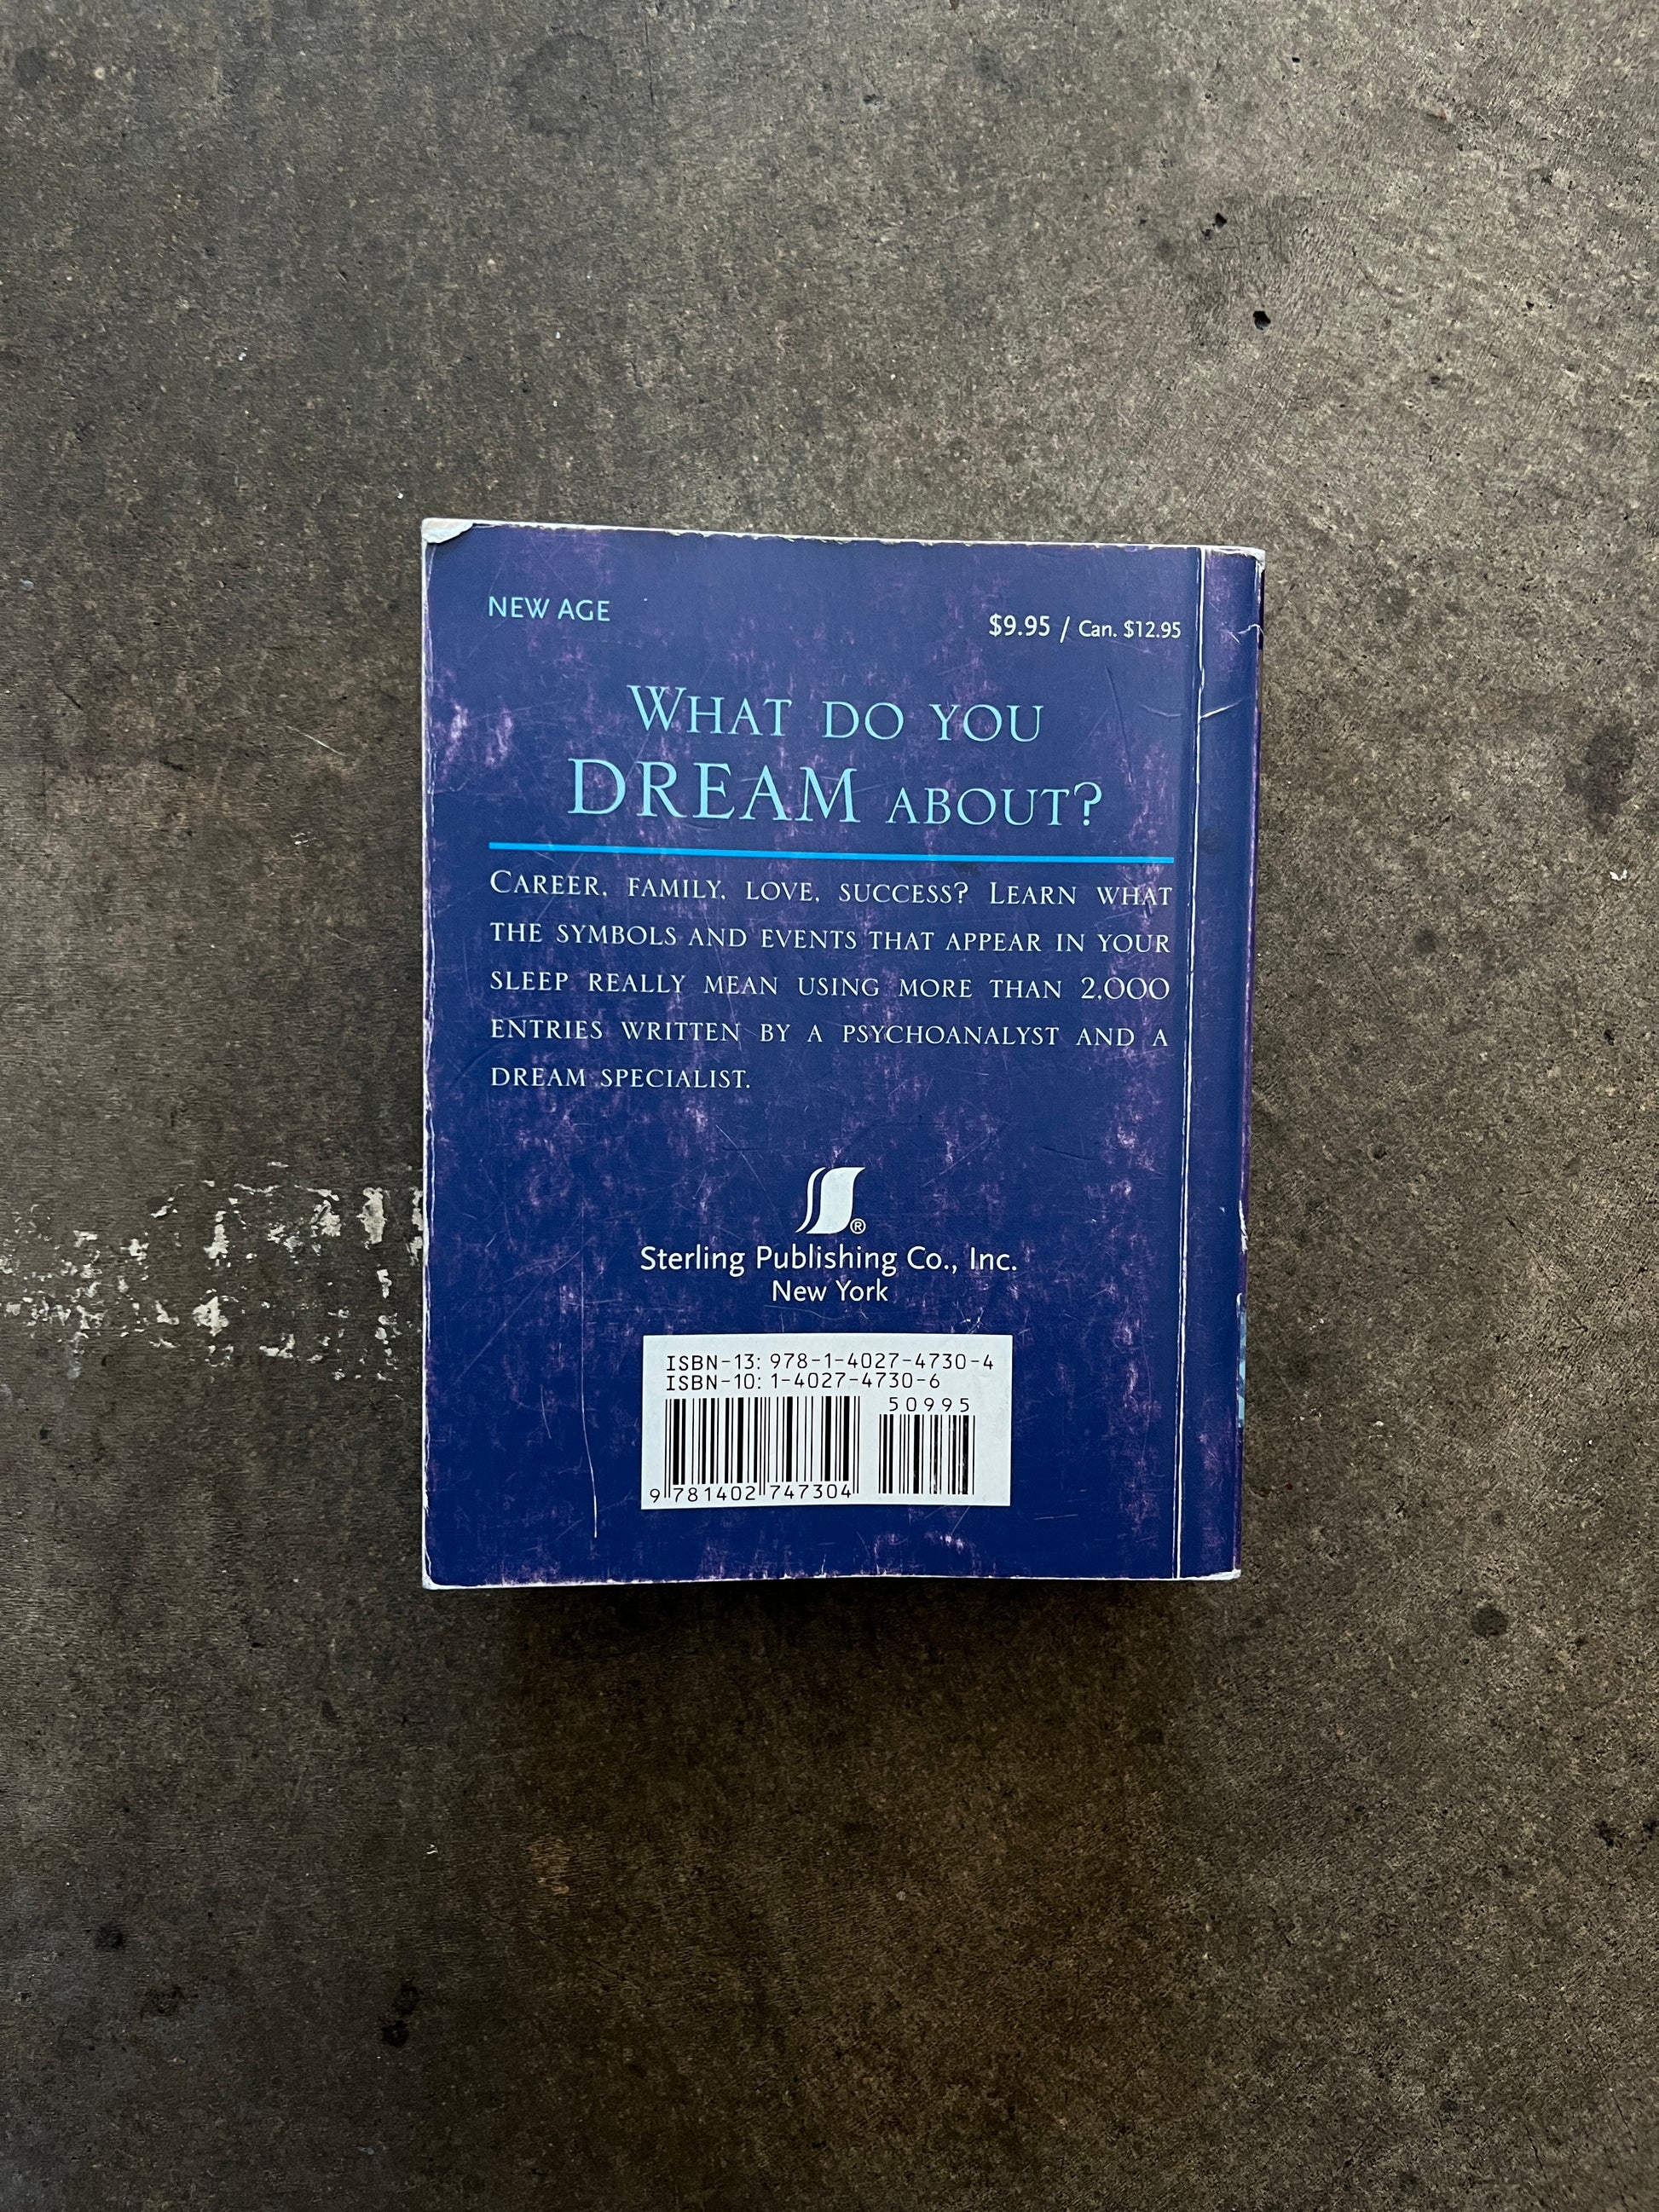 NEW AGE
$9.95 / Can. $12.95
WHAT DO YOU
DREAM ABOUT?
CAREER, FAMILY, LOVE, SUCCESS? LEARN WHAT
THE SYMBOLS AND EVENTS THAT APPEAR IN YOUR
SLEEP REALLY MEAN USING MORE THAN 2,000
ENTRIES WRITTEN BY A PSYCHOANALYST AND A
DREAM SPECIALIST.
®
Sterling Publishing Co., Inc.
New York
ISBN-13: 978-1-4027-4730-4
ISBN-10: 1-4027-4730-6
50995
9 781402 747304